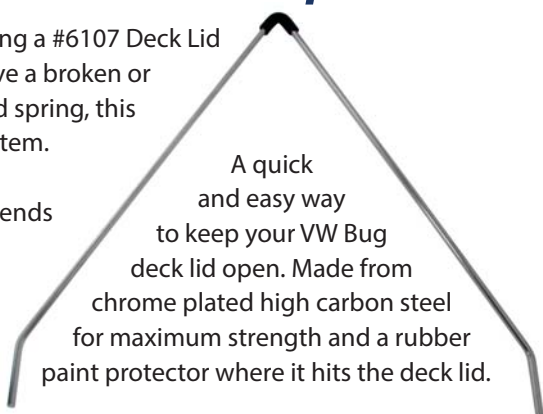 ng a #6107 Deck Lid
ve a broken or
d spring, this
tem.
ends
A quick
and easy way
to keep your VW Bug
deck lid open. Made from
chrome plated high carbon steel
for maximum strength and a rubber
paint protector where it hits the deck lid.